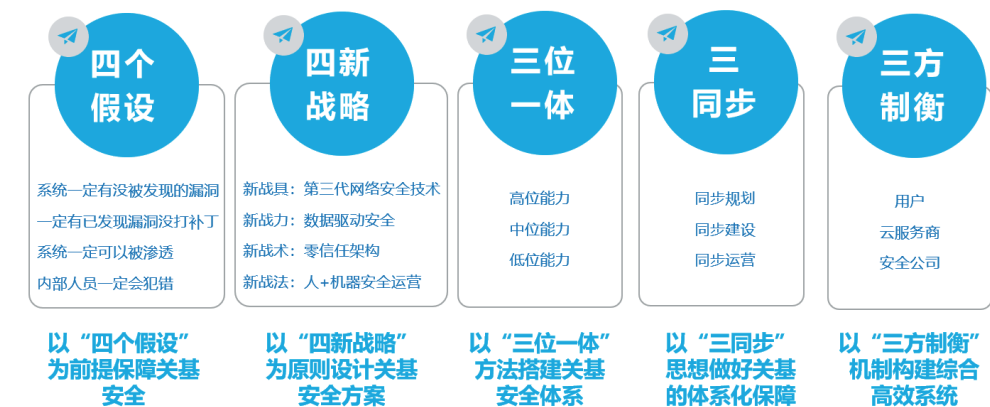 四个
假设
系统一定有没被发现的漏洞
一定有已发现漏洞没打补丁
系统一定可以被渗透
内部人员一定会犯错
以“四个假设”
为前提保障关基
安全
四新
战略
新战具：第三代网络安全技术
新战力：数据驱动安全
新战术：零信任架构
新战法：人+机器安全运营
以“四新战略”
为原则设计关基
安全方案
三位
一体
高位能力
中位能力
低位能力
以“三位一体”
方法搭建关基
安全体系
三
同步
同步规划
同步建设
同步运营
以“三同步”
思想做好关基
的体系化保障
三方
制衡
用户
云服务商
安全公司
以“三方制衡”
机制构建综合
高效系统